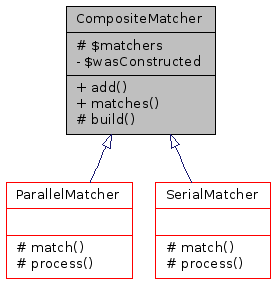 CompositeMatcher
# $matchers
- $wasConstructed
+ add()
+ matches()
# build()
ParallelMatcher
# match()
# process()
SerialMatcher
# match()
# process()